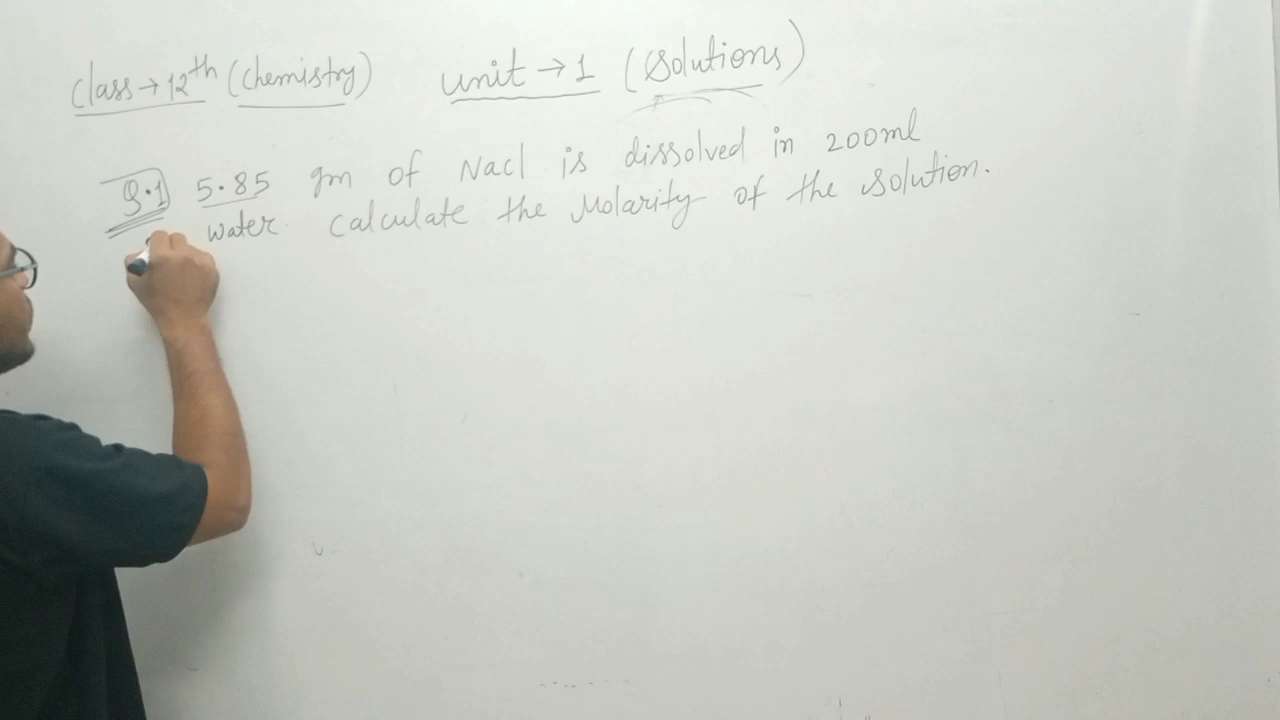 Class → 12th (Chemistry) Unit → 1 (Solutions)
Q.1 5.85 gm of Nacl is dissolved in 200ml
water. calculate the Molarity of the solution.